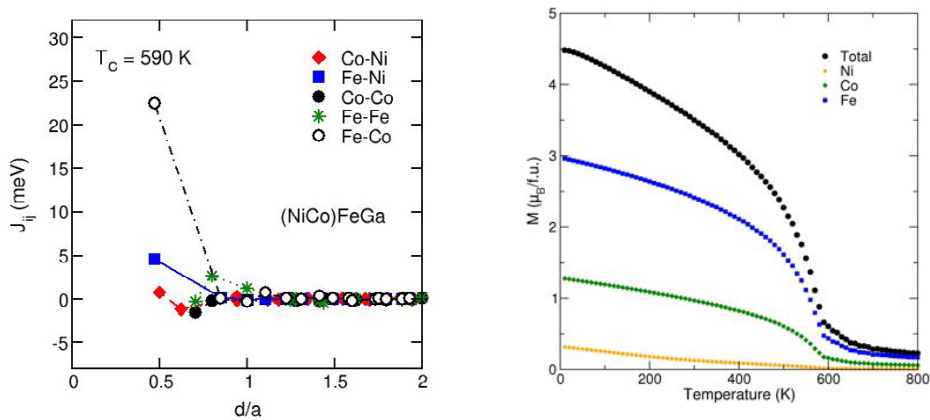 T_C = 590 K
Co-Ni
Fe-Ni
Co-Co
Fe-Fe
Fe-Co
(NiCo)FeGa
30
25
20
15
10
5
0
-5
J_ij (meV)
0
0.5
1
1.5
2
d/a
Total
Ni
Co
Fe
5
4
3
2
1
0
M (μ_B/f.u.)
0
200
400
600
800
Temperature (K)